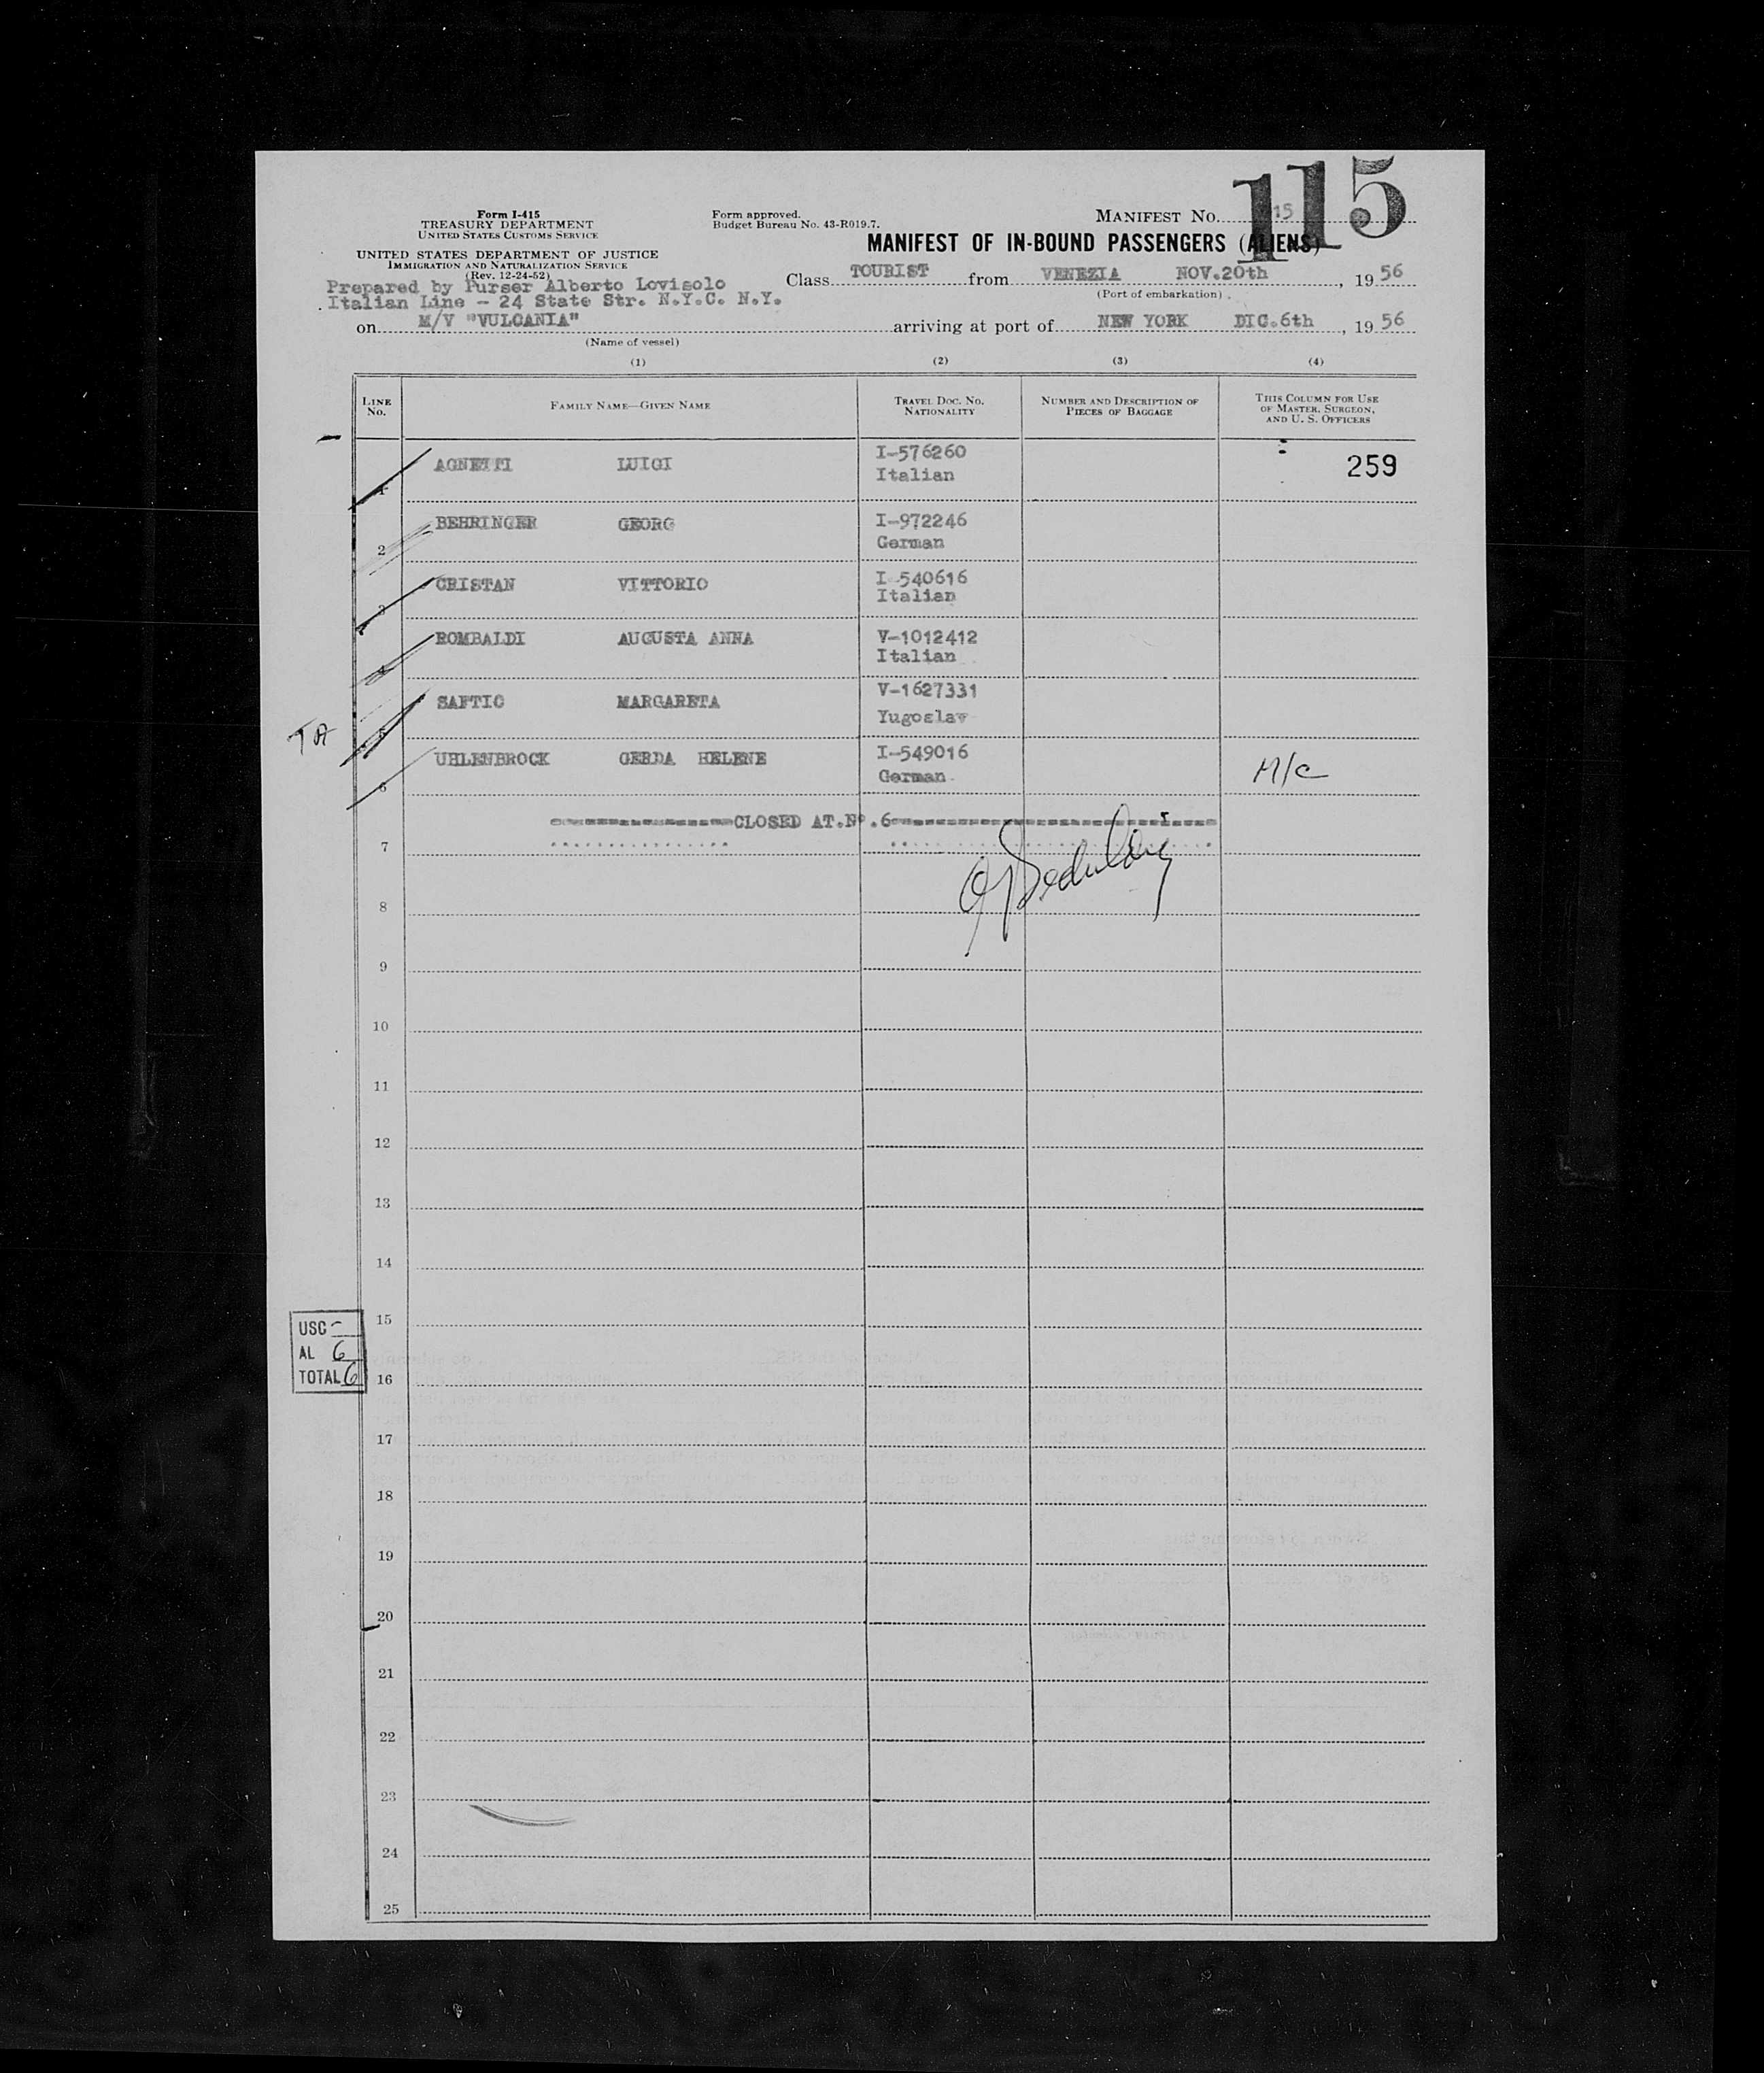 115
Form I-415
TREASURY DEPARTMENT
UNITED STATES CUSTOMS SERVICE
UNITED STATES DEPARTMENT OF JUSTICE
IMMIGRATION AND NATURALIZATION SERVICE
(Rev. 12-24-52)
Form approved.
Budget Bureau No. 43-R019.7.
MANIFEST No. 15
MANIFEST OF IN-BOUND PASSENGERS (ALIENS)
Prepared by Purser Alberto Lovisolo
Italian Line - 24 State Str. N.Y.C. N.Y.
Class TOURIST from VENEZIA NOV.20th, 19 56
(Port of embarkation)
on M/V "VULCANIA" arriving at port of NEW YORK DIC.6th, 19 56
(Name of vessel)
(1) (2) (3) (4)
LINE No. FAMILY NAME—GIVEN NAME TRAVEL DOC. No. NATIONALITY NUMBER AND DESCRIPTION OF PIECES OF BAGGAGE THIS COLUMN FOR USE OF MASTER, SURGEON, AND U. S. OFFICERS
1 AGNETTI LUIGI I-576260 Italian 259
2 BEHRINGER GEORG I-972246 German
3 CRISTAN VITTORIO I-540616 Italian
4 ROMBALDI AUGUSTA ANNA V-1012412 Italian
TA 5 SAFTIC MARGARETA V-1627331 Yugoslav
6 UHLENBROCK GERDA HELENE I-549016 German M/C
CLOSED AT.Nº.6
7
8
9
10
11
12
13
14
15
USC -
AL 6
TOTAL 6
16
17
18
19
20
21
22
23
24
25